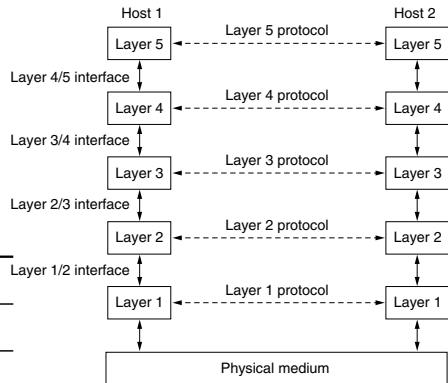 Host 1 Host 2
Layer 5 Layer 5 protocol Layer 5
Layer 4/5 interface
Layer 4 Layer 4 protocol Layer 4
Layer 3/4 interface
Layer 3 Layer 3 protocol Layer 3
Layer 2/3 interface
Layer 2 Layer 2 protocol Layer 2
Layer 1/2 interface
Layer 1 Layer 1 protocol Layer 1
Physical medium